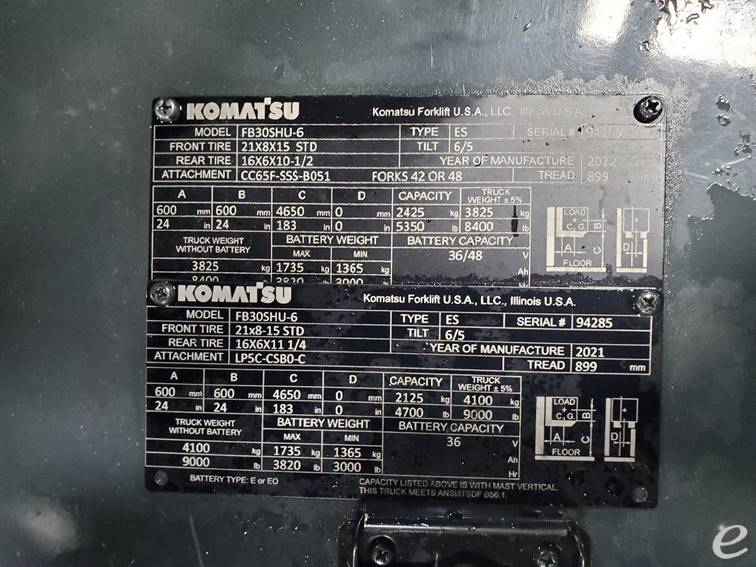 KOMATSU Komatsu Forklift U.S.A., LLC., Illinois U.S.A.
MODEL FB30SHU-6 TYPE ES SERIAL #
FRONT TIRE 21X8X15 STD TILT 6/5
REAR TIRE 16X6X10-1/2 YEAR OF MANUFACTURE 2022
ATTACHMENT CC65F-SSS-B051 FORKS 42 OR 48 TREAD 899 mm
A B C D CAPACITY TRUCK WEIGHT ± 5%
600 mm 600 mm 4650 mm 0 mm 2425 kg 3825 kg
24 in 24 in 183 in 0 in 5350 lb 8400 lb
TRUCK WEIGHT WITHOUT BATTERY BATTERY WEIGHT BATTERY CAPACITY
MAX MIN 36/48 V
3825 kg 1735 kg 1365 kg Ah
8400 3820 lb 3000 lb
LOAD
C. G.
A B C D
FLOOR
KOMATSU Komatsu Forklift U.S.A., LLC., Illinois U.S.A.
MODEL FB30SHU-6 TYPE ES SERIAL # 94285
FRONT TIRE 21x8-15 STD TILT 6/5
REAR TIRE 16X6X11 1/4 YEAR OF MANUFACTURE 2021
ATTACHMENT LP5C-CSB0-C TREAD 899 mm
A B C D CAPACITY TRUCK WEIGHT ± 5%
600 mm 600 mm 4650 mm 0 mm 2125 kg 4100 kg
24 in 24 in 183 in 0 in 4700 lb 9000 lb
TRUCK WEIGHT WITHOUT BATTERY BATTERY WEIGHT BATTERY CAPACITY
MAX MIN 36 V
4100 kg 1735 kg 1365 kg Ah
9000 lb 3820 lb 3000 lb Hr
LOAD
C. G.
A B C D
FLOOR
BATTERY TYPE: E or EO
CAPACITY LISTED ABOVE IS WITH MAST VERTICAL.
THIS TRUCK MEETS ANSI/ITSDF B56.1.
e